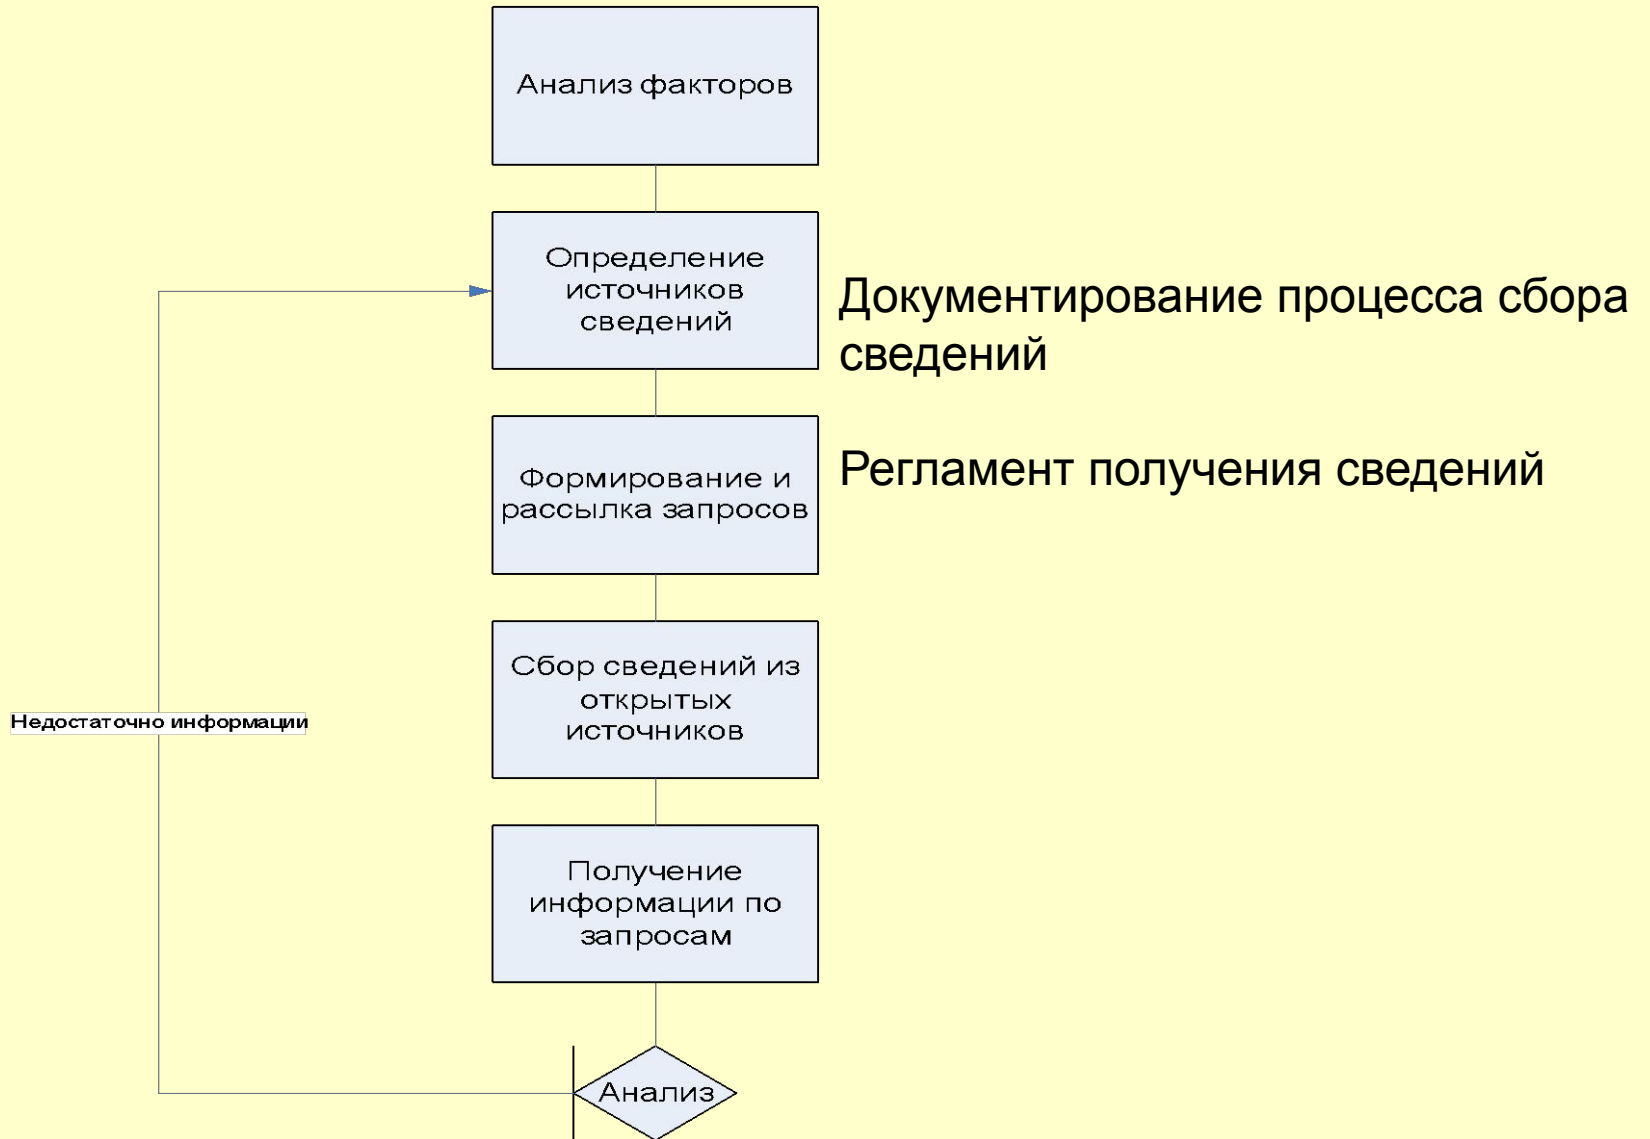 Анализ факторов
Определение
источников
сведений
Документирование процесса сбора
сведений
Формирование и
рассылка запросов
Регламент получения сведений
Сбор сведений из
открытых
источников
Недостаточно информации
Получение
информации по
запросам
Анализ